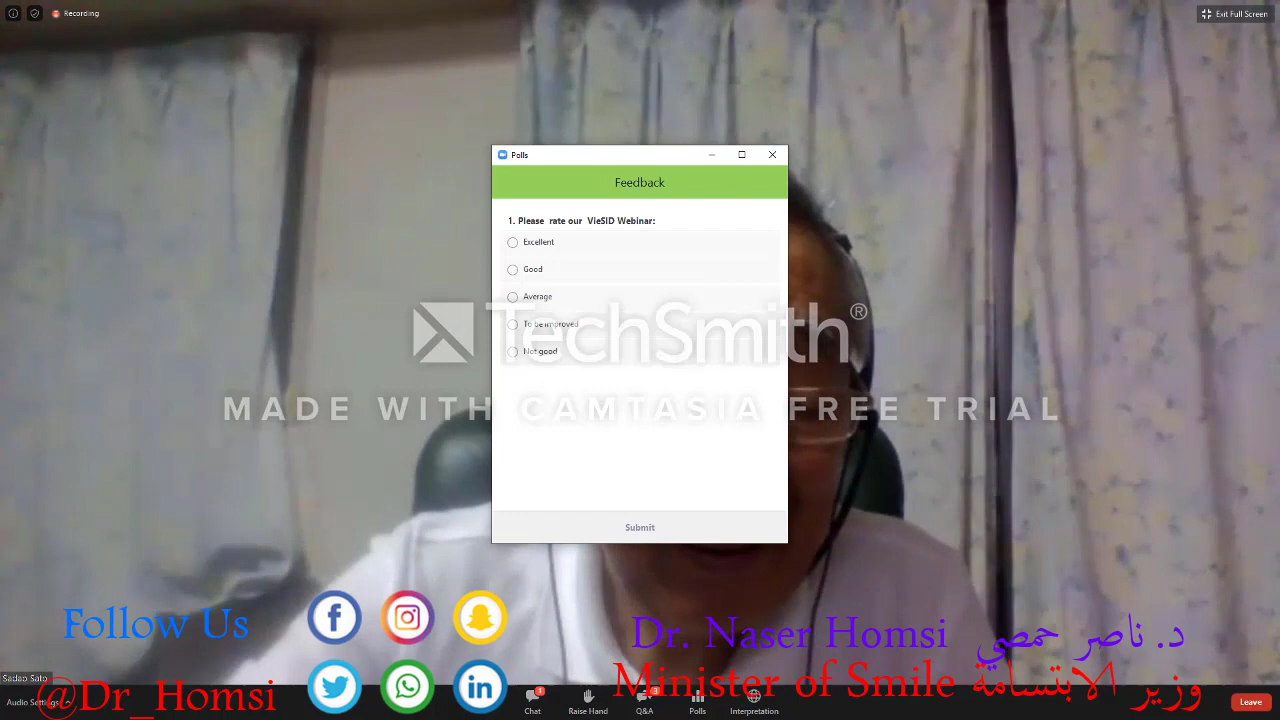 Recording
Exit Full Screen
Polls
Feedback
1. Please rate our VieSID Webinar:
Excellent
Good
Average
To be improved
Not good
TechSmith®
MADE WITH CAMTASIA FREE TRIAL
Submit
Follow Us
Dr. Naser Homsi د. ناصر حمصي
Minister of Smile وزير الابتسامة
Sadao Sato
@Dr_Homsi
Audio Settings
Chat
1
Raise Hand
Q&A
3
Polls
Interpretation
Leave